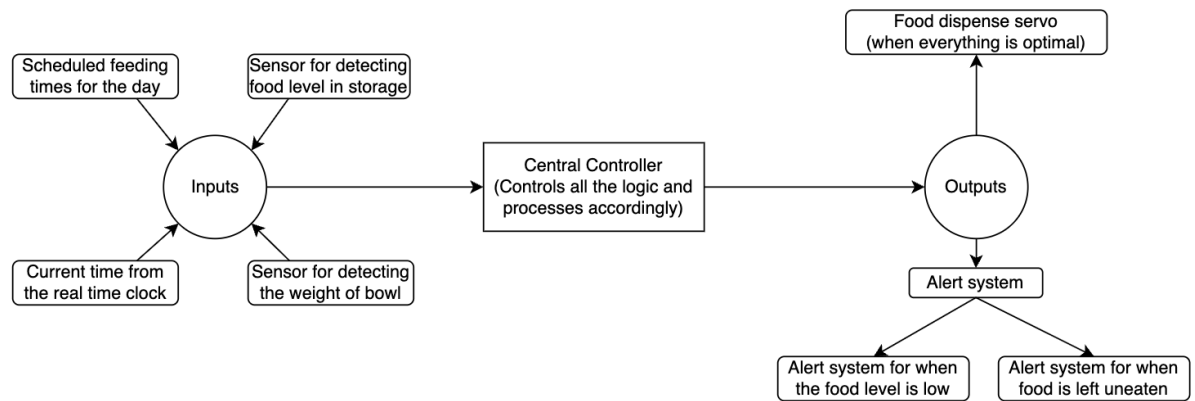 Food dispense servo
(when everything is optimal)
Scheduled feeding
times for the day
Sensor for detecting
food level in storage
Inputs
Central Controller
(Controls all the logic and
processes accordingly)
Outputs
Current time from
the real time clock
Sensor for detecting
the weight of bowl
Alert system
Alert system for when
the food level is low
Alert system for when
food is left uneaten